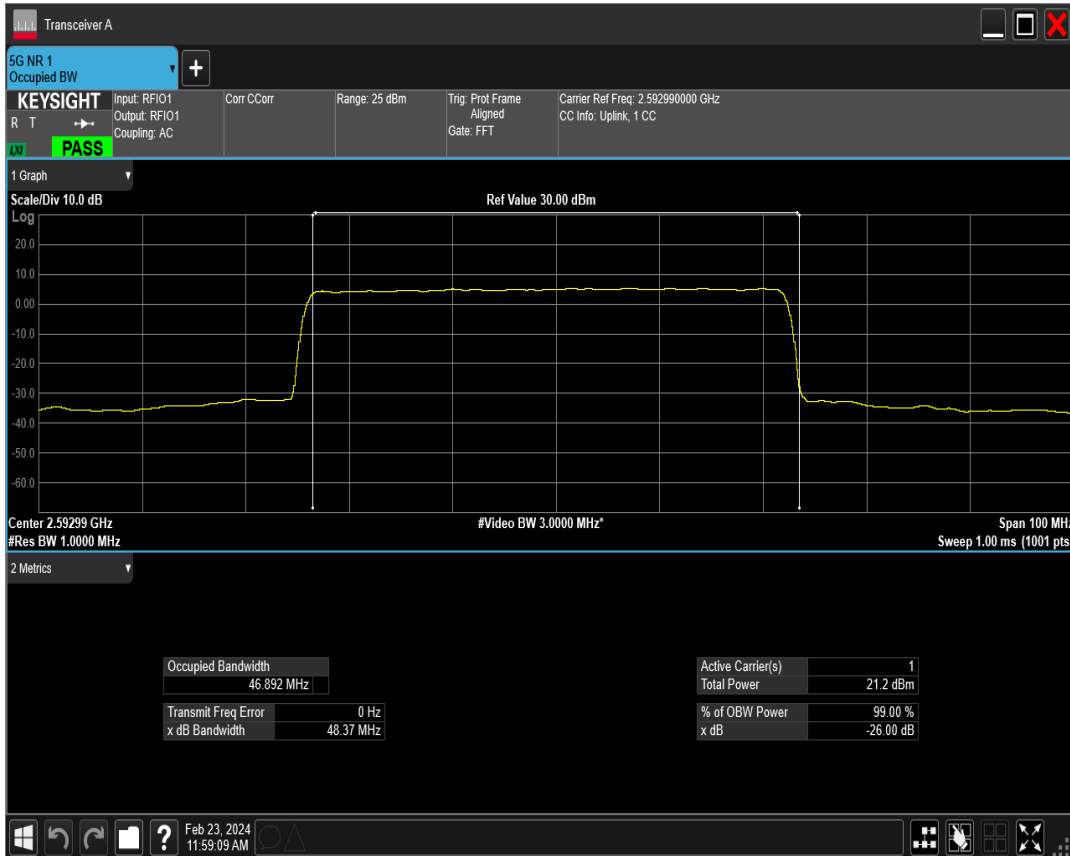 Transceiver A
5G NR 1
Occupied BW
+
KEYSIGHT
R T
LXI
PASS
Input: RFIO1
Output: RFIO1
Coupling: AC
Corr CCorr
Range: 25 dBm
Trig: Prot Frame
Aligned
Gate: FFT
Carrier Ref Freq: 2.592990000 GHz
CC Info: Uplink, 1 CC
1 Graph
Scale/Div 10.0 dB
Ref Value 30.00 dBm
Log
20.0
10.0
0.00
-10.0
-20.0
-30.0
-40.0
-50.0
-60.0
Center 2.59299 GHz
#Video BW 3.0000 MHz*
Span 100 MHz
#Res BW 1.0000 MHz
Sweep 1.00 ms (1001 pts
2 Metrics
Occupied Bandwidth
46.892 MHz
Transmit Freq Error 0 Hz
x dB Bandwidth 48.37 MHz
Active Carrier(s) 1
Total Power 21.2 dBm
% of OBW Power 99.00 %
x dB -26.00 dB
?
Feb 23, 2024
11:59:09 AM